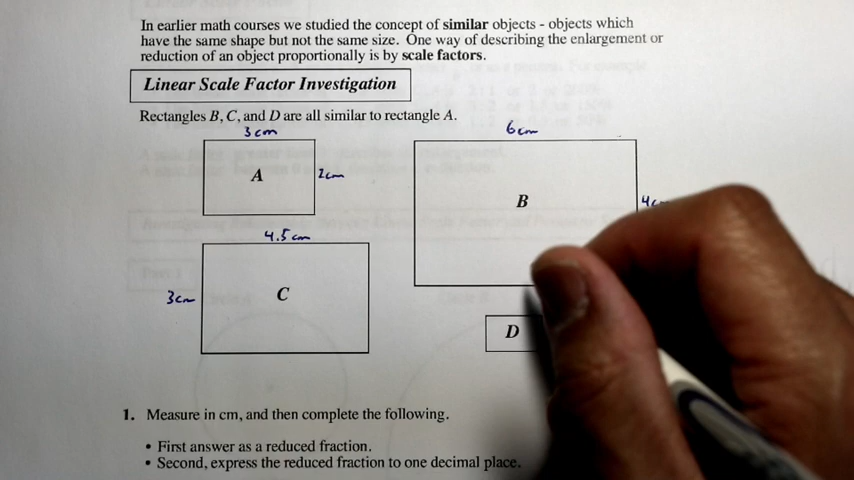 In earlier math courses we studied the concept of similar objects - objects which
have the same shape but not the same size. One way of describing the enlargement or
reduction of an object proportionally is by scale factors.
Linear Scale Factor Investigation
Rectangles B, C, and D are all similar to rectangle A.
3cm
6cm
A
2cm
B
4c
4.5cm
3cm
C
D
1. Measure in cm, and then complete the following.
• First answer as a reduced fraction.
• Second, express the reduced fraction to one decimal place.